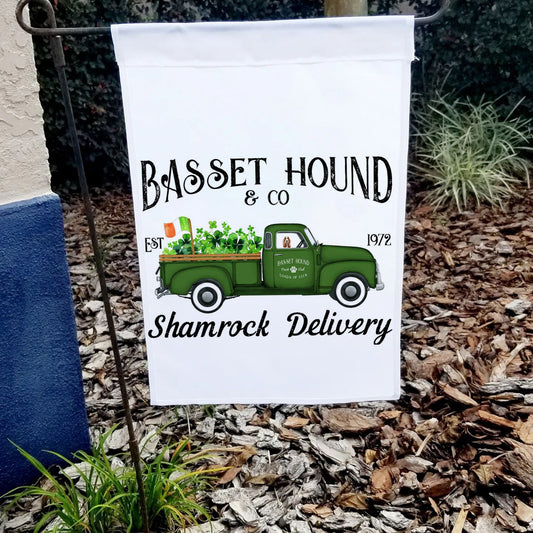 BASSET HOUND
& CO
EST 1972
BASSET HOUND
Shamrock Delivery